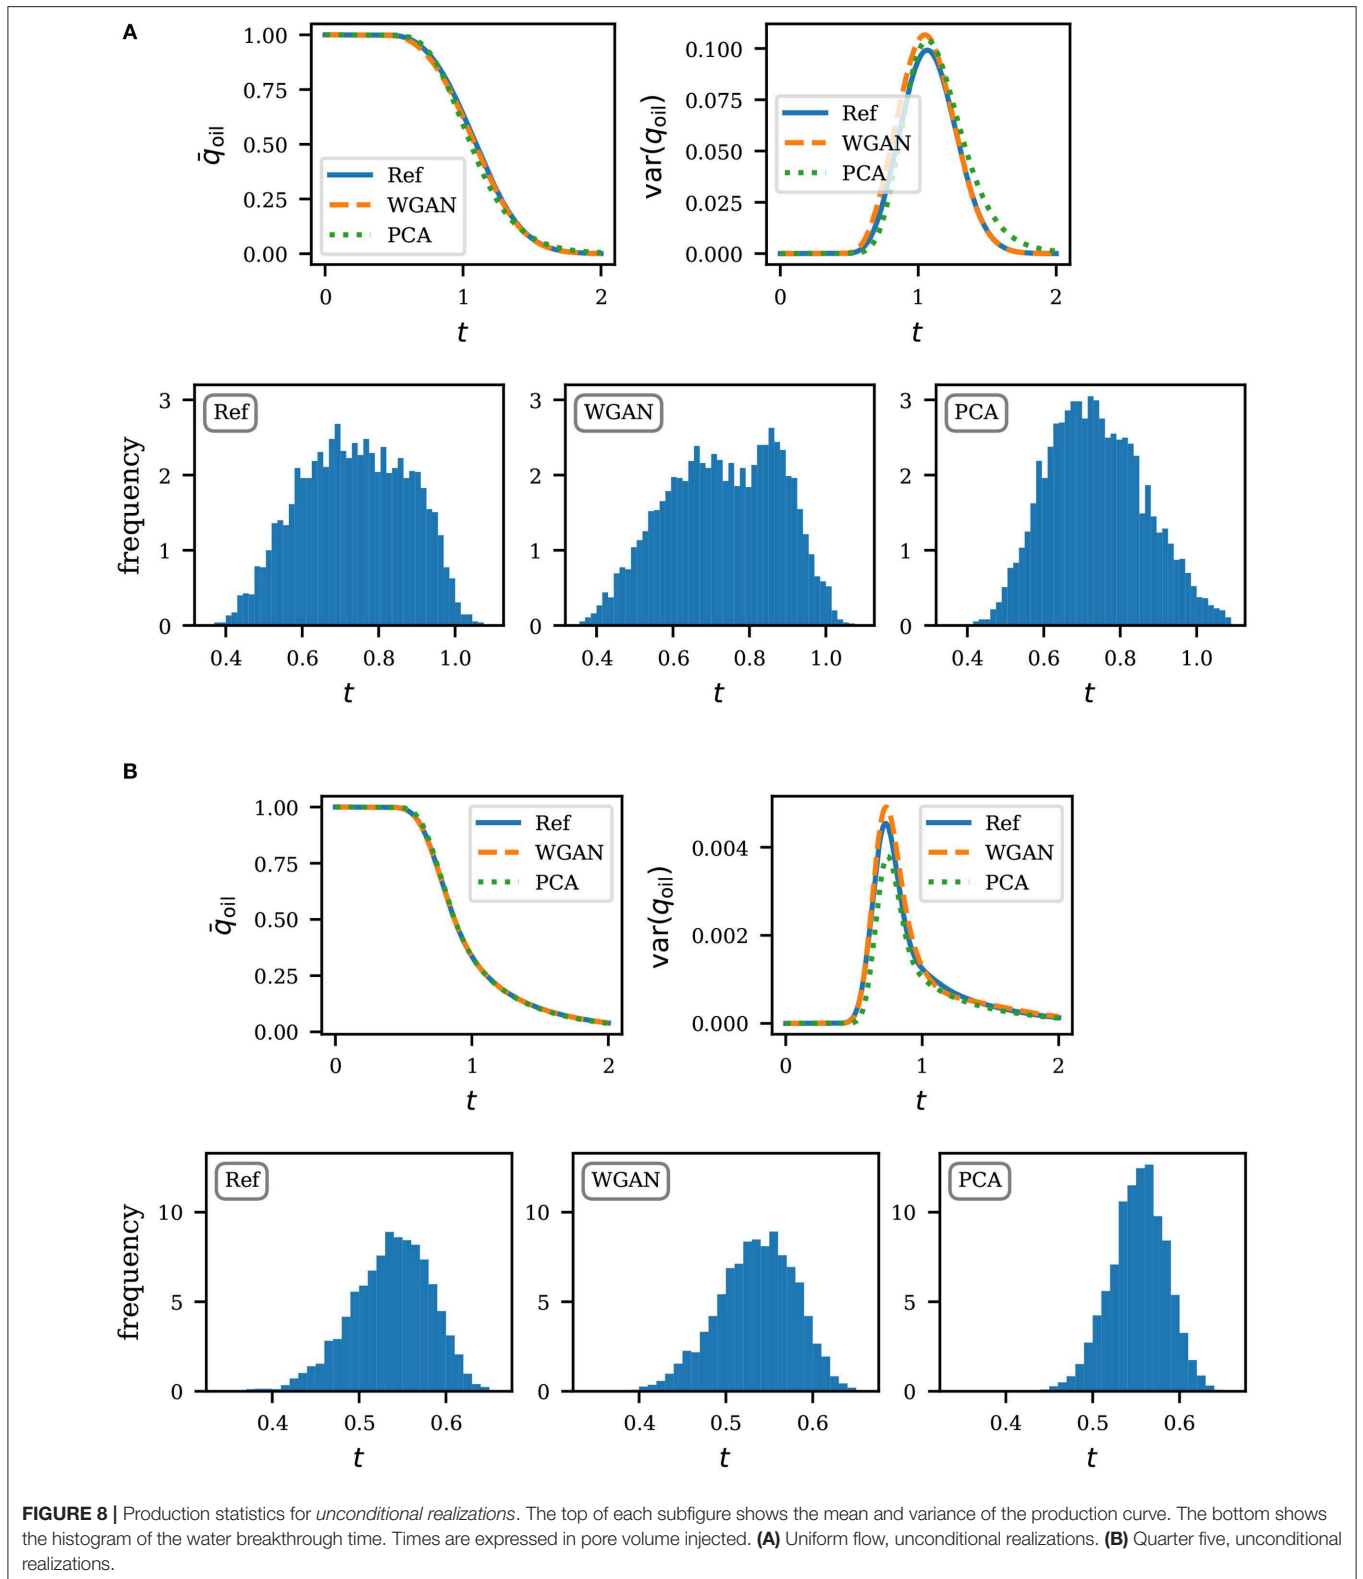 A
1.00
0.75
0.50
0.25
0.00
q̄oil
Ref
WGAN
PCA
0 1 2
t
0.100
0.075
0.050
0.025
0.000
var(qoil)
Ref
WGAN
PCA
0 1 2
t
3
2
1
0
frequency
Ref
0.4 0.6 0.8 1.0
t
3
2
1
0
WGAN
0.4 0.6 0.8 1.0
t
3
2
1
0
PCA
0.4 0.6 0.8 1.0
t
B
1.00
0.75
0.50
0.25
0.00
q̄oil
Ref
WGAN
PCA
0 1 2
t
0.004
0.002
0.000
var(qoil)
Ref
WGAN
PCA
0 1 2
t
10
5
0
frequency
Ref
0.4 0.5 0.6
t
10
5
0
WGAN
0.4 0.5 0.6
t
10
5
0
PCA
0.4 0.5 0.6
t
FIGURE 8 | Production statistics for unconditional realizations. The top of each subfigure shows the mean and variance of the production curve. The bottom shows
the histogram of the water breakthrough time. Times are expressed in pore volume injected. (A) Uniform flow, unconditional realizations. (B) Quarter five, unconditional
realizations.